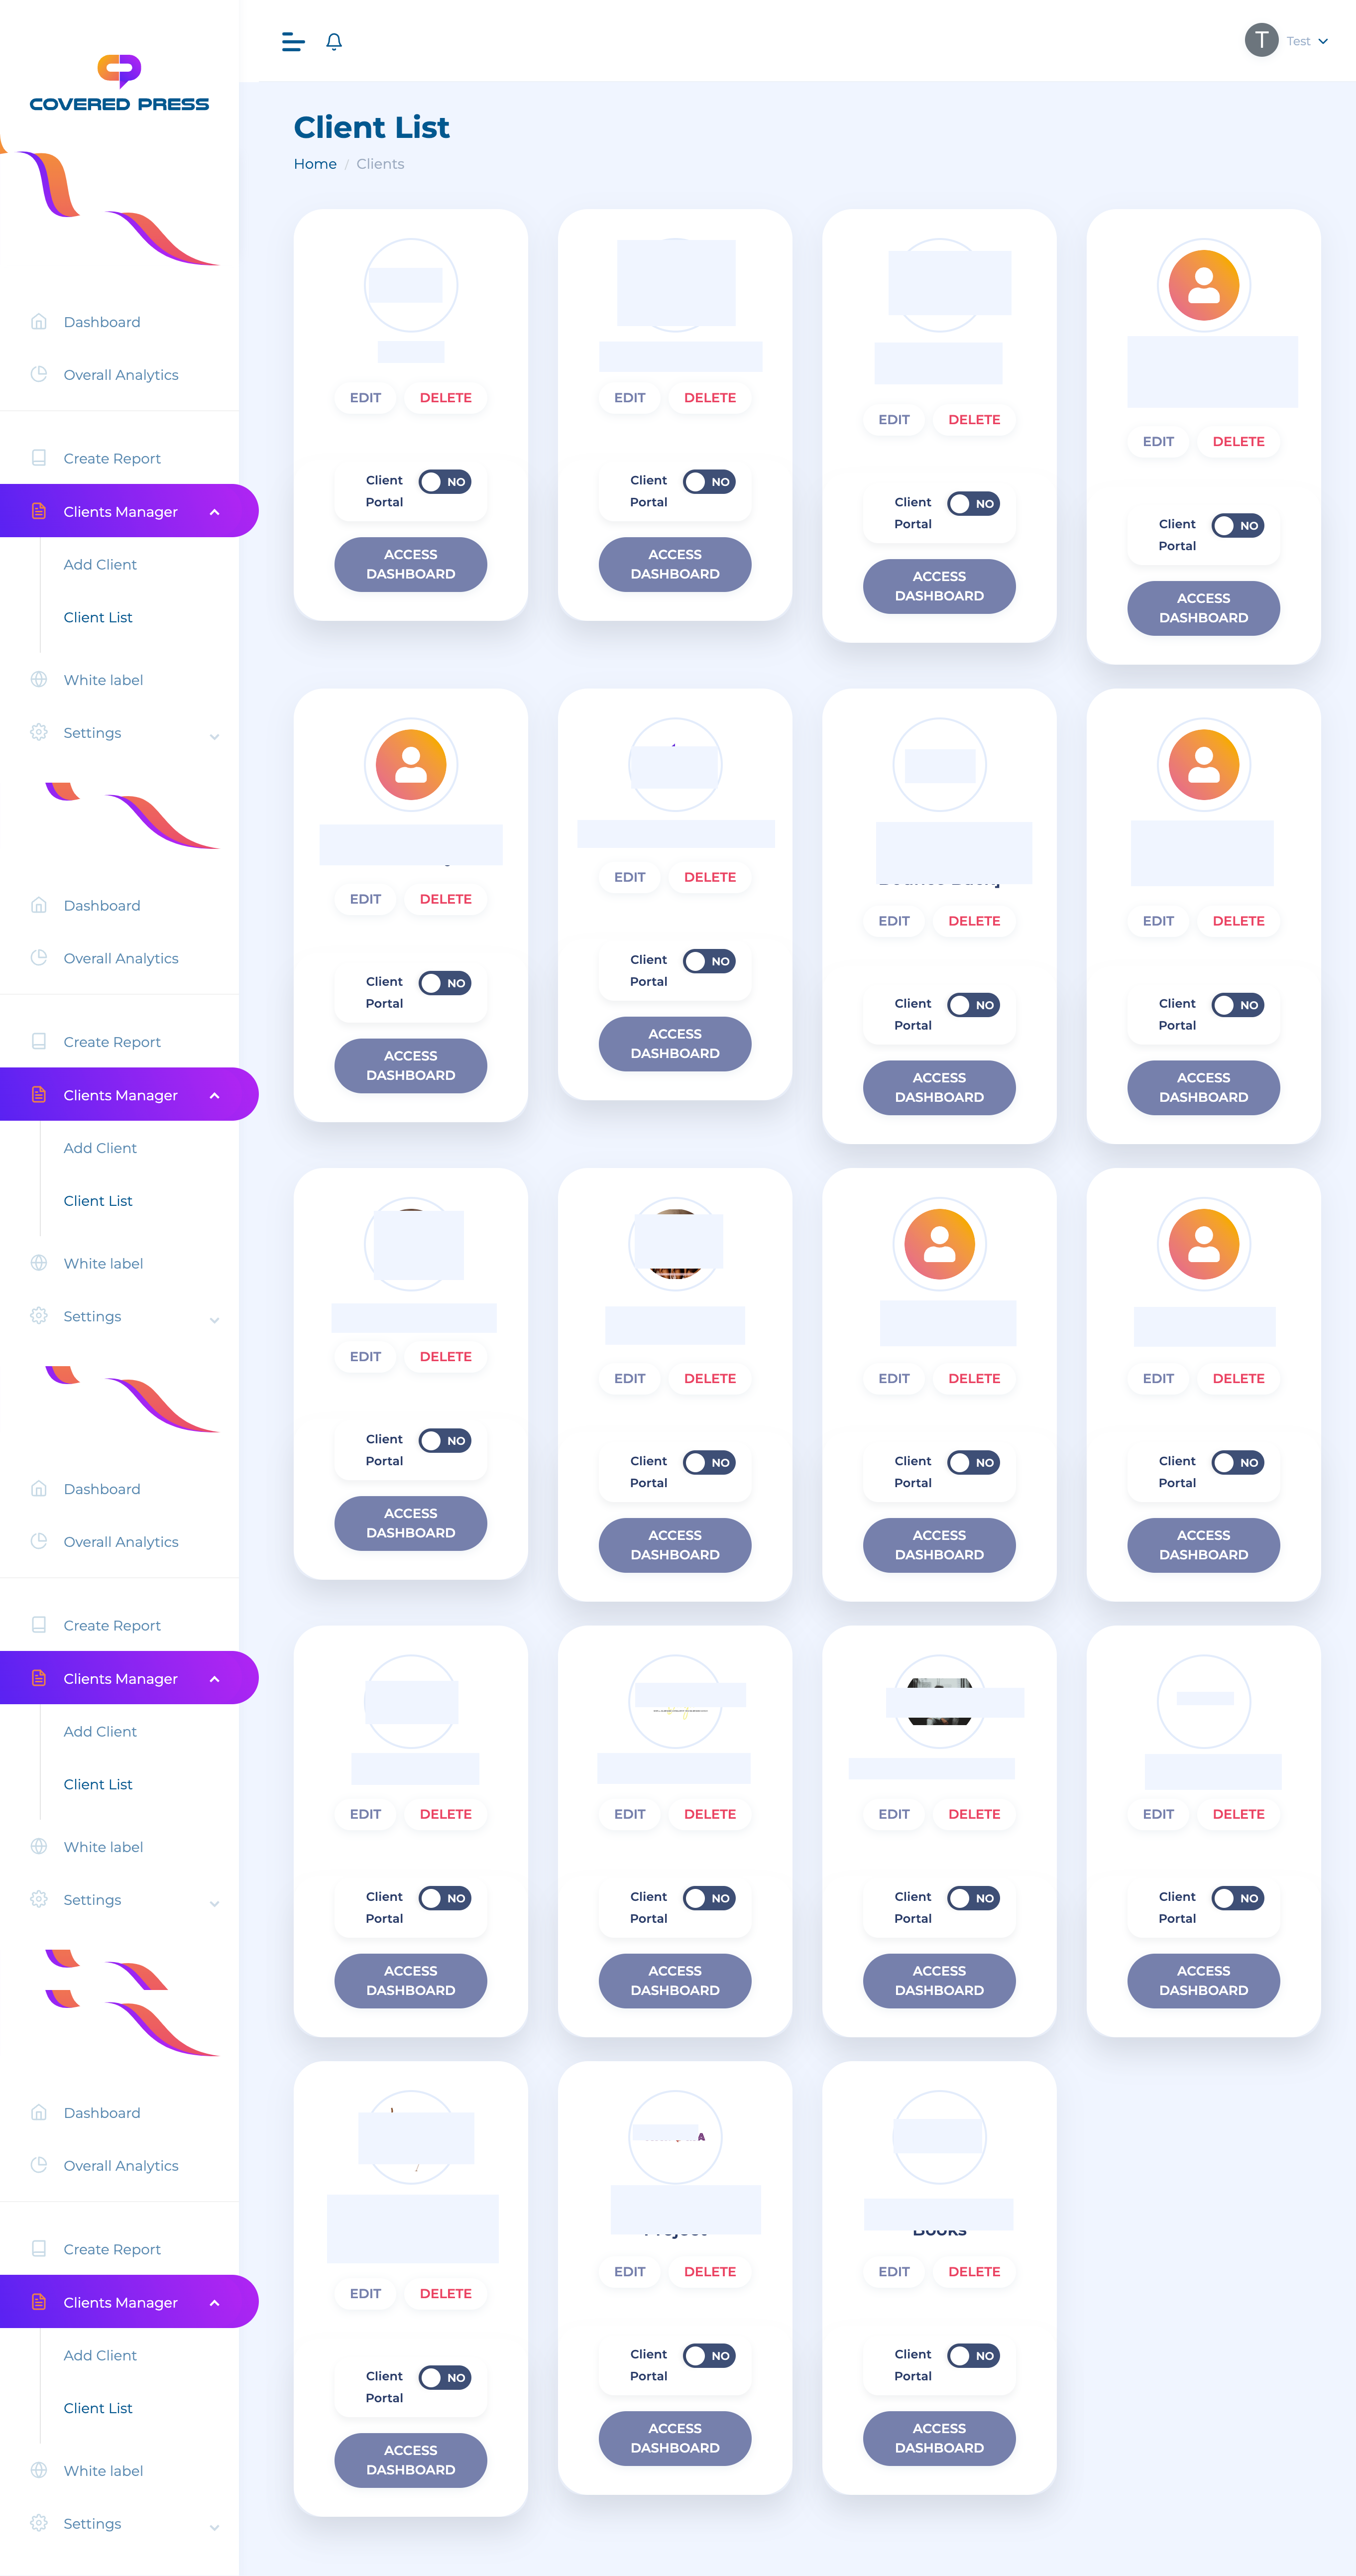 COVERED PRESS
T Test
Client List
Home / Clients
Dashboard
Overall Analytics
Create Report
Clients Manager
Add Client
Client List
White label
Settings
Dashboard
Overall Analytics
Create Report
Clients Manager
Add Client
Client List
White label
Settings
Dashboard
Overall Analytics
Create Report
Clients Manager
Add Client
Client List
White label
Settings
Dashboard
Overall Analytics
Create Report
Clients Manager
Add Client
Client List
White label
Settings
EDIT DELETE
Client NO
Portal
ACCESS
DASHBOARD
EDIT DELETE
Client NO
Portal
ACCESS
DASHBOARD
EDIT DELETE
Client NO
Portal
ACCESS
DASHBOARD
EDIT DELETE
Client NO
Portal
ACCESS
DASHBOARD
EDIT DELETE
Client NO
Portal
ACCESS
DASHBOARD
EDIT DELETE
Client NO
Portal
ACCESS
DASHBOARD
EDIT DELETE
Client NO
Portal
ACCESS
DASHBOARD
EDIT DELETE
Client NO
Portal
ACCESS
DASHBOARD
EDIT DELETE
Client NO
Portal
ACCESS
DASHBOARD
EDIT DELETE
Client NO
Portal
ACCESS
DASHBOARD
EDIT DELETE
Client NO
Portal
ACCESS
DASHBOARD
EDIT DELETE
Client NO
Portal
ACCESS
DASHBOARD
EDIT DELETE
Client NO
Portal
ACCESS
DASHBOARD
EDIT DELETE
Client NO
Portal
ACCESS
DASHBOARD
EDIT DELETE
Client NO
Portal
ACCESS
DASHBOARD
EDIT DELETE
Client NO
Portal
ACCESS
DASHBOARD
EDIT DELETE
Client NO
Portal
ACCESS
DASHBOARD
Project
EDIT DELETE
Client NO
Portal
ACCESS
DASHBOARD
Books
EDIT DELETE
Client NO
Portal
ACCESS
DASHBOARD